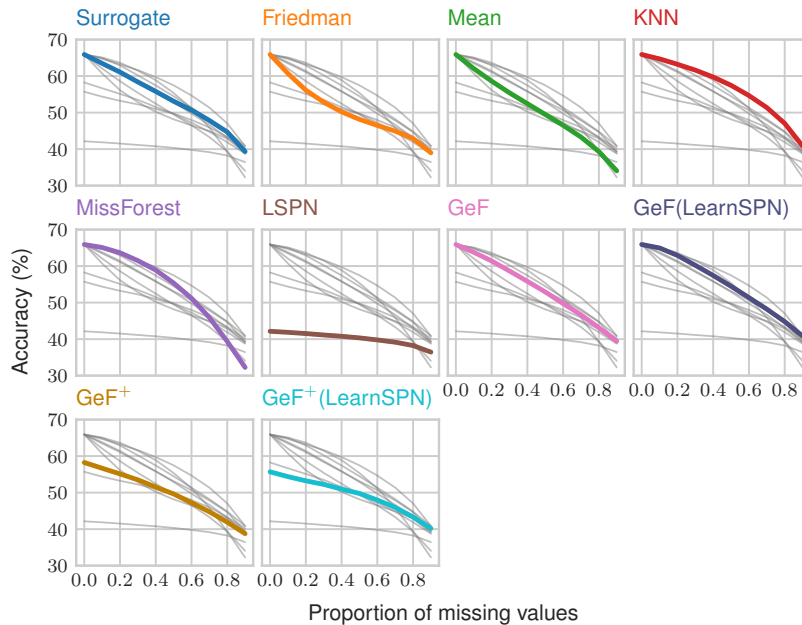 Surrogate Friedman Mean KNN
70
60
50
40
30
MissForest LSPN GeF GeF(LearnSPN)
70
60
50
40
30
0.0 0.2 0.4 0.6 0.8 0.0 0.2 0.4 0.6 0.8
GeF+ GeF+(LearnSPN)
70
60
50
40
30
0.0 0.2 0.4 0.6 0.8 0.0 0.2 0.4 0.6 0.8
Accuracy (%)
Proportion of missing values